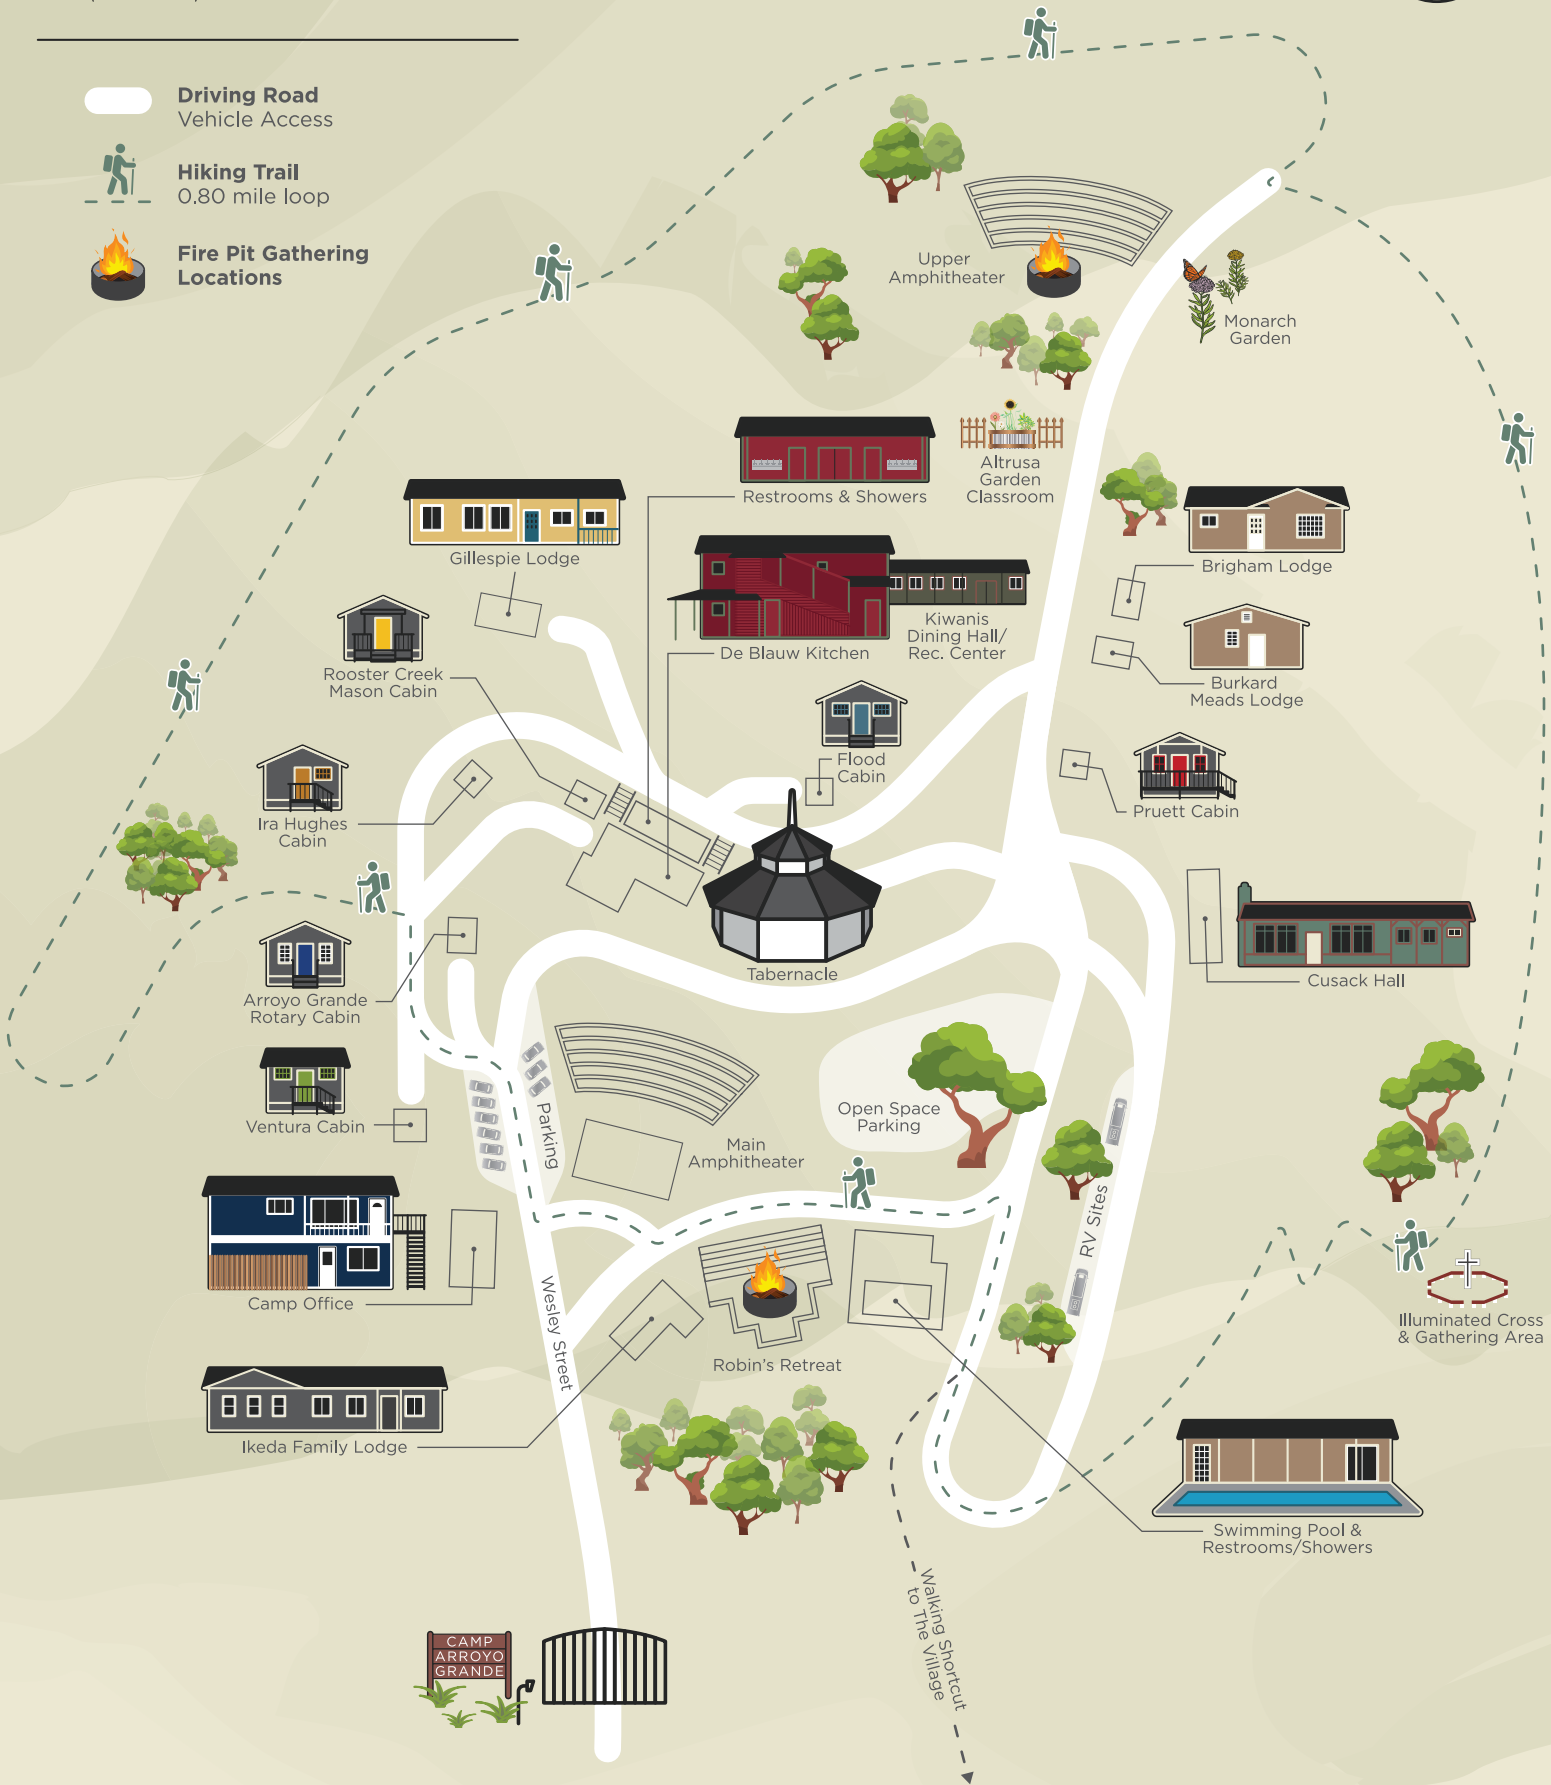 Driving Road
Vehicle Access
Hiking Trail
0.80 mile loop
Fire Pit Gathering
Locations
Upper
Amphitheater
Monarch
Garden
Altrusa
Garden
Classroom
Restrooms & Showers
Gillespie Lodge
Brigham Lodge
Kiwanis
Dining Hall/
Rec. Center
De Blauw Kitchen
Rooster Creek
Mason Cabin
Burkard
Meads Lodge
Flood
Cabin
Pruett Cabin
Ira Hughes
Cabin
Tabernacle
Cusack Hall
Arroyo Grande
Rotary Cabin
Ventura Cabin
Parking
Open Space
Parking
Main
Amphitheater
RV Sites
Camp Office
Wesley Street
Illuminated Cross
& Gathering Area
Robin's Retreat
Ikeda Family Lodge
Swimming Pool &
Restrooms/Showers
Walking Shortcut
to The Village
CAMP
ARROYO
GRANDE